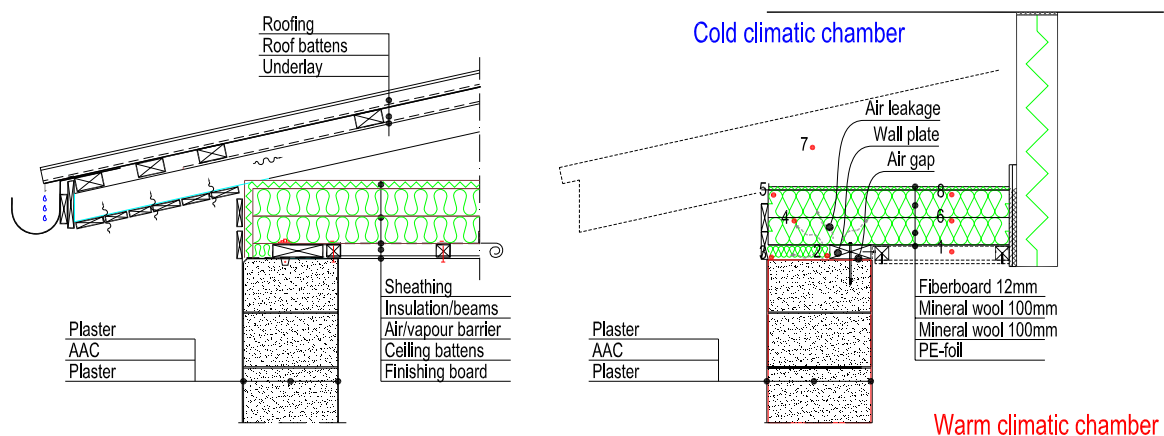 Roofing
Roof battens
Underlay
Sheathing
Insulation/beams
Air/vapour barrier
Ceiling battens
Finishing board
Plaster
AAC
Plaster
Cold climatic chamber
Air leakage
Wall plate
Air gap
7
5
8
4
6
3
2
1
Fiberboard 12mm
Mineral wool 100mm
Mineral wool 100mm
PE-foil
Plaster
AAC
Plaster
Warm climatic chamber